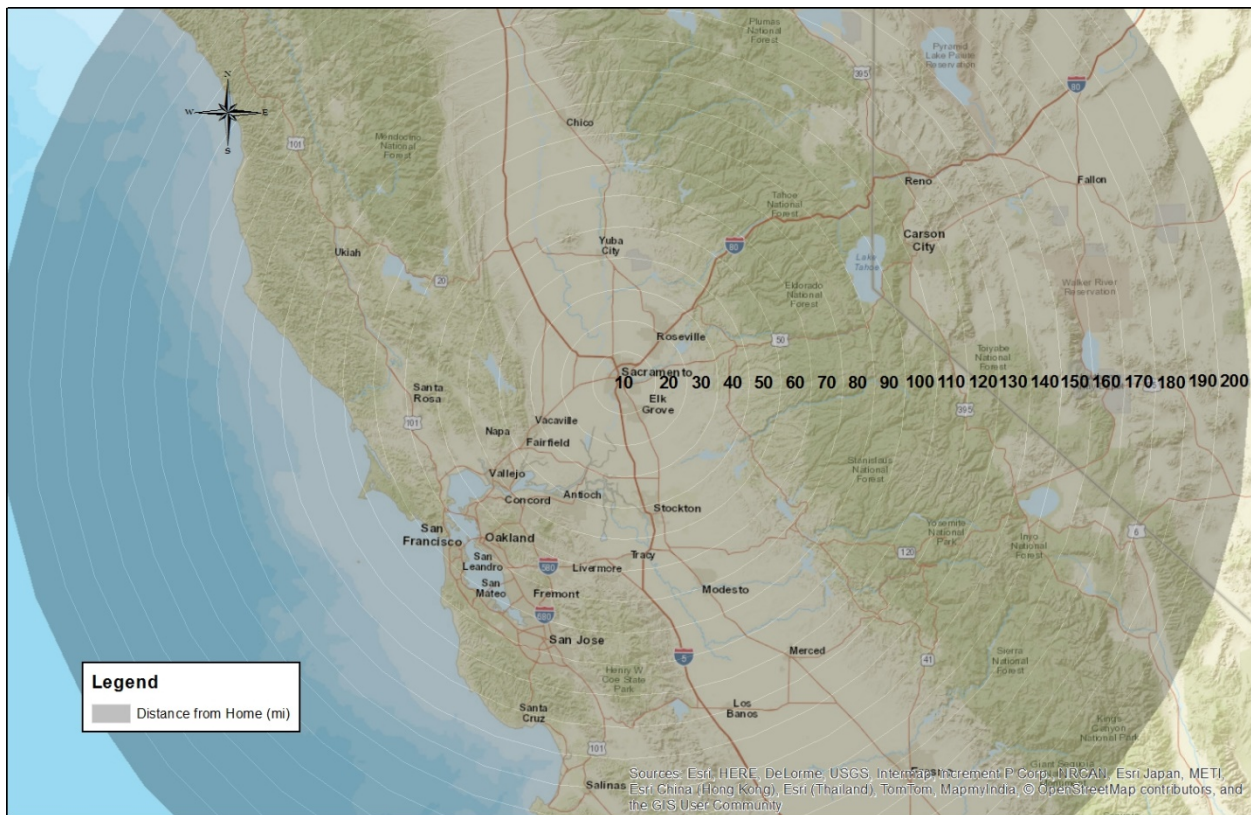 Plumas
National
Forest
Pyramid
Lake Paiute
Reservation
395
80
N
W E
S
Chico
101
Mendocino
National
Forest
Reno
Fallon
Tahoe
National
Forest
Carson
City
Yuba
City
80
Ukiah
Lake
Tahoe
20
Eldorado
National
Forest
Walker River
Reservation
Roseville
50
Toiyabe
National
Forest
Sacramento
10 20 30 40 50 60 70 80 90 100 110 120 130 140 150 160 170 180 190 200
Santa
Rosa
Elk
Grove
395
101
Vacaville
Napa
Fairfield
Stanislaus
National
Forest
Vallejo
Concord
Antioch
Stockton
San
Francisco
Oakland
Yosemite
National
Park
6
Inyo
National
Forest
Tracy
120
San
Leandro
580
Livermore
San
Mateo
Fremont
Modesto
680
San Jose
Merced
5
41
Sierra
National
Forest
Henry W
Coe State
Park
Legend
Distance from Home (mi)
Santa
Cruz
Los
Banos
Kings
Canyon
National Park
101
Salinas
Giant Sequoia
Sources: Esri, HERE, DeLorme, USGS, Intermap, increment P Corp., NRCAN, Esri Japan, METI,
Esri China (Hong Kong), Esri (Thailand), TomTom, MapmyIndia, © OpenStreetMap contributors, and
the GIS User Community